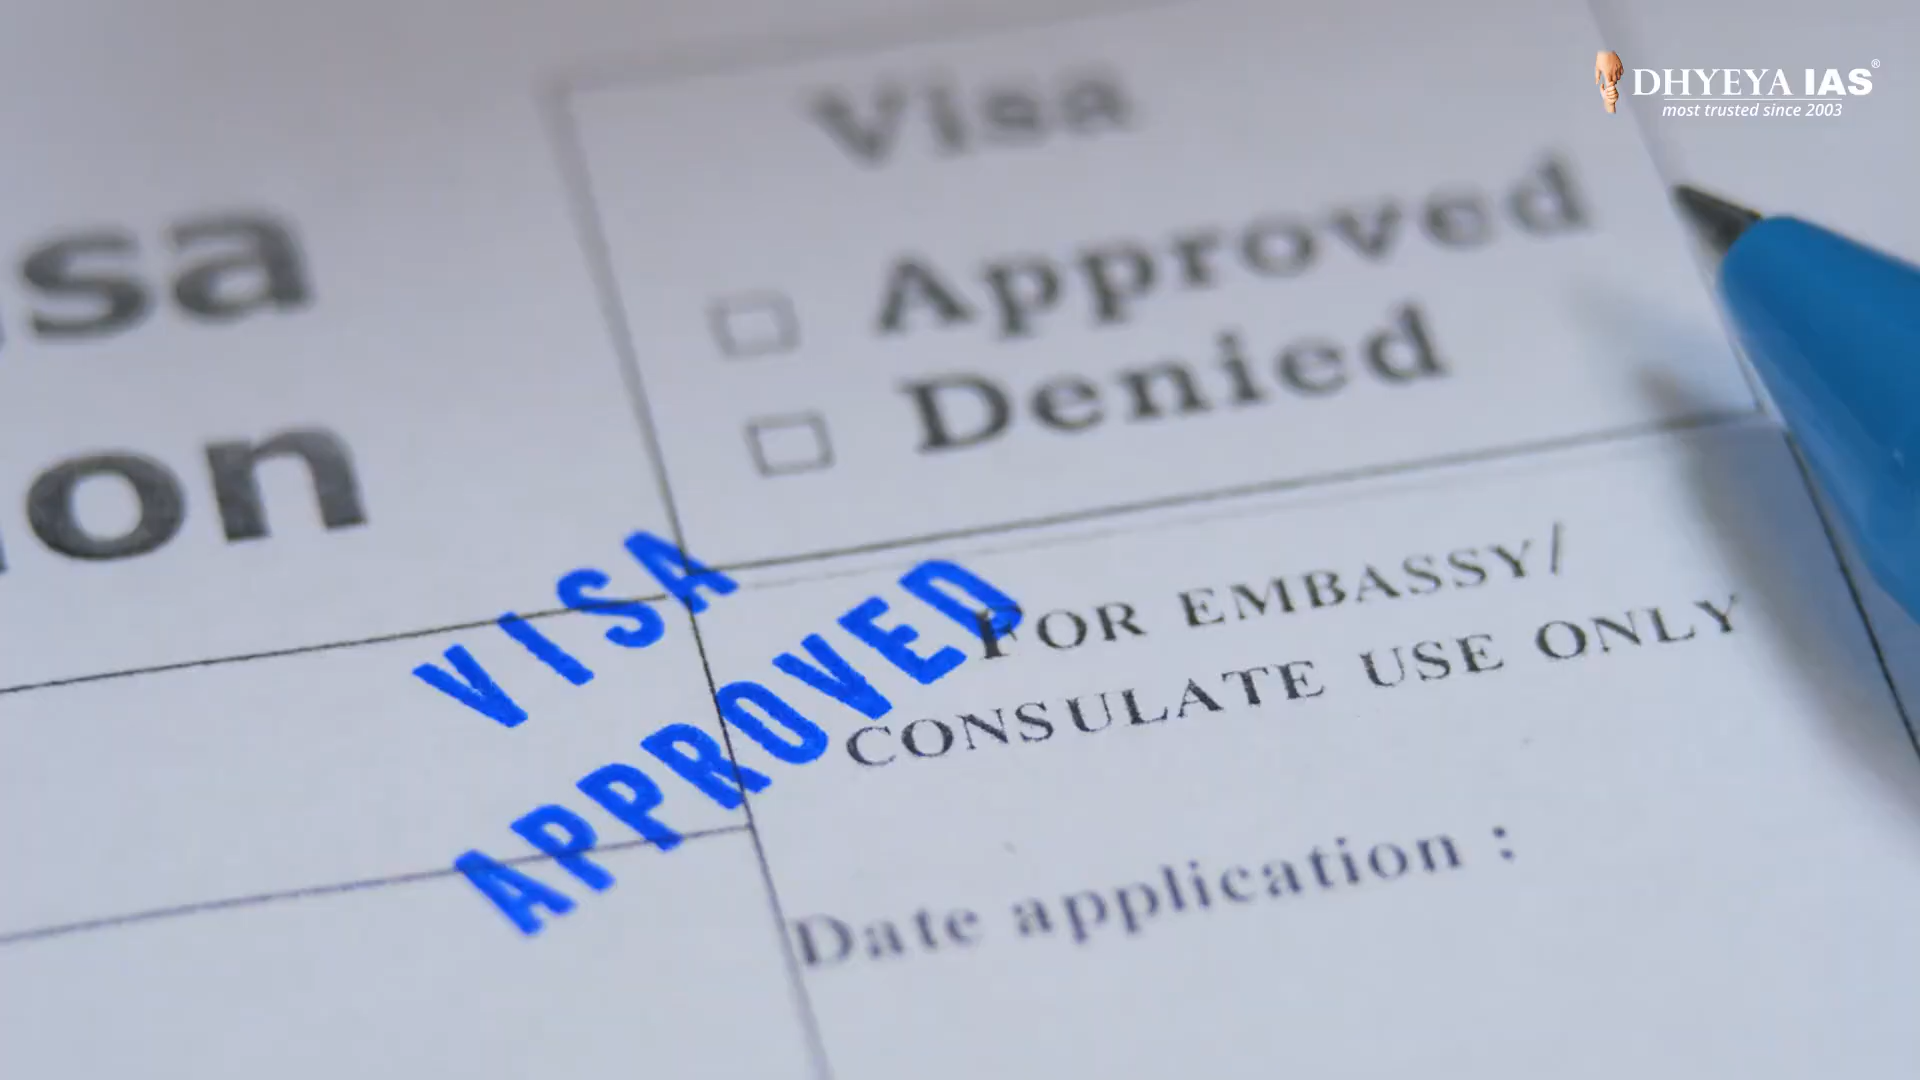 DHYEYA IAS®
most trusted since 2003
Visa
Approved
Denied
sa
on
VISA
APPROVED
FOR EMBASSY/
CONSULATE USE ONLY
Date application :